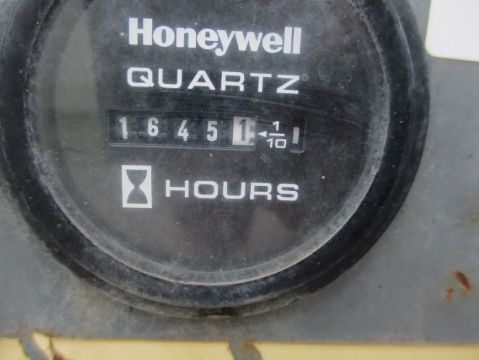 Honeywell
QUARTZ
16451 ◄ 1/10
HOURS